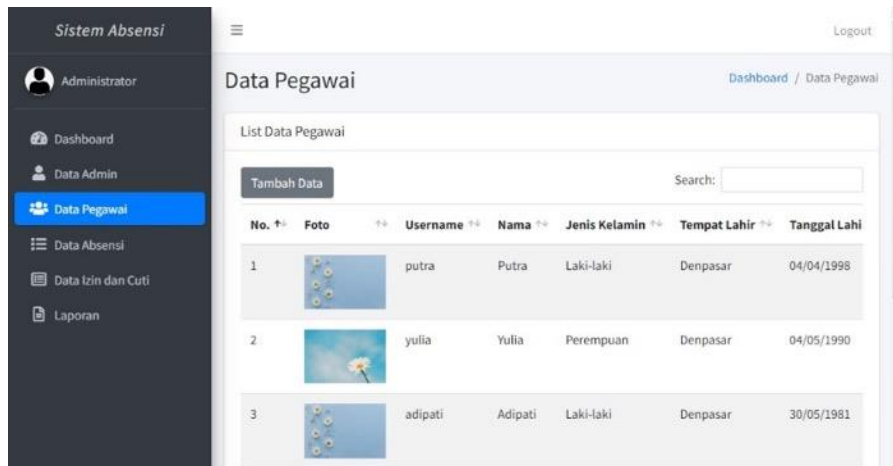 Sistem Absensi
Logout
Administrator
Data Pegawai
Dashboard / Data Pegawai
Dashboard
Data Admin
Data Pegawai
Data Absensi
Data Izin dan Cuti
Laporan
List Data Pegawai
Tambah Data
Search:
No. Foto Username Nama Jenis Kelamin Tempat Lahir Tanggal Lahi
1 putra Putra Laki-laki Denpasar 04/04/1998
2 yulia Yulia Perempuan Denpasar 04/05/1990
3 adipati Adipati Laki-laki Denpasar 30/05/1981